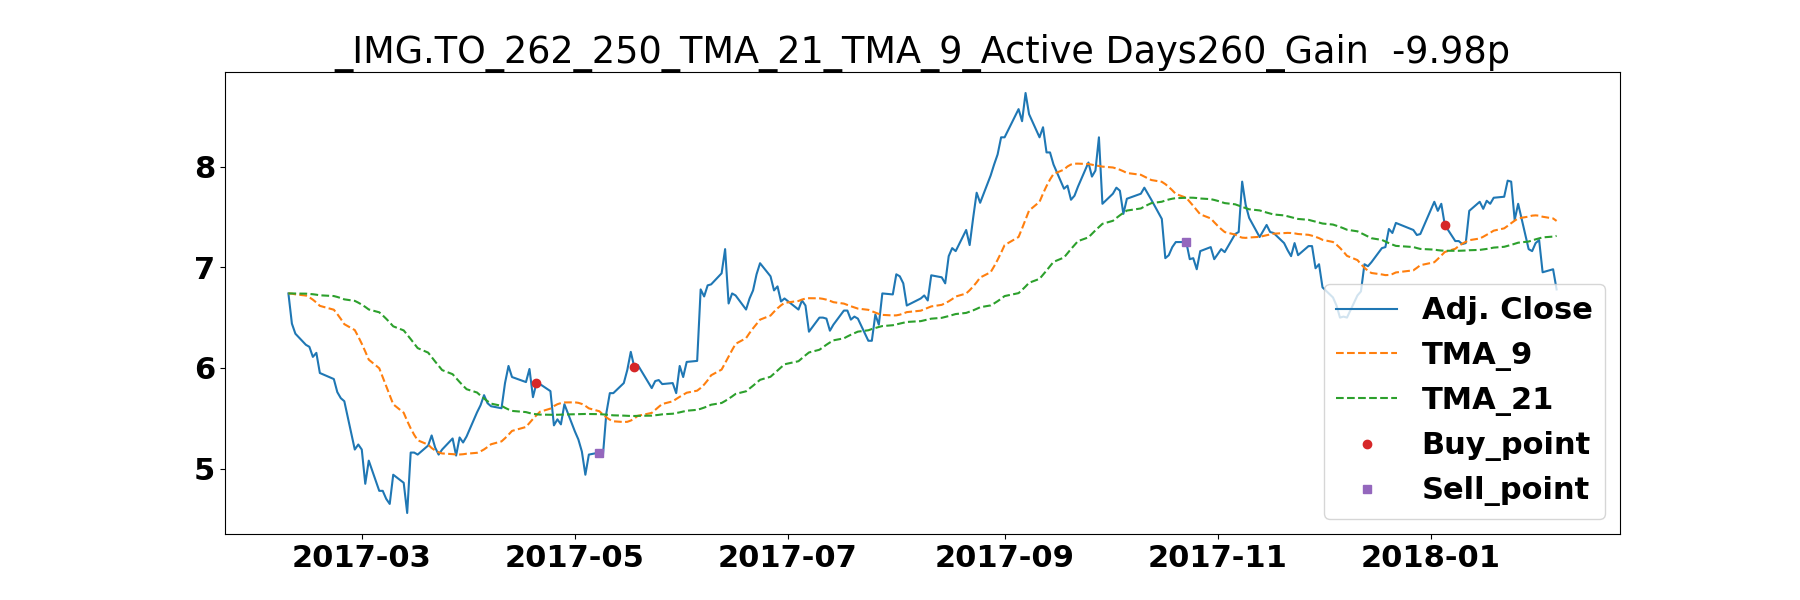 _IMG.TO_262_250_TMA_21_TMA_9_Active Days260_Gain  -9.98p
8
7
6
5
2017-03 2017-05 2017-07 2017-09 2017-11 2018-01
Adj. Close
TMA_9
TMA_21
Buy_point
Sell_point